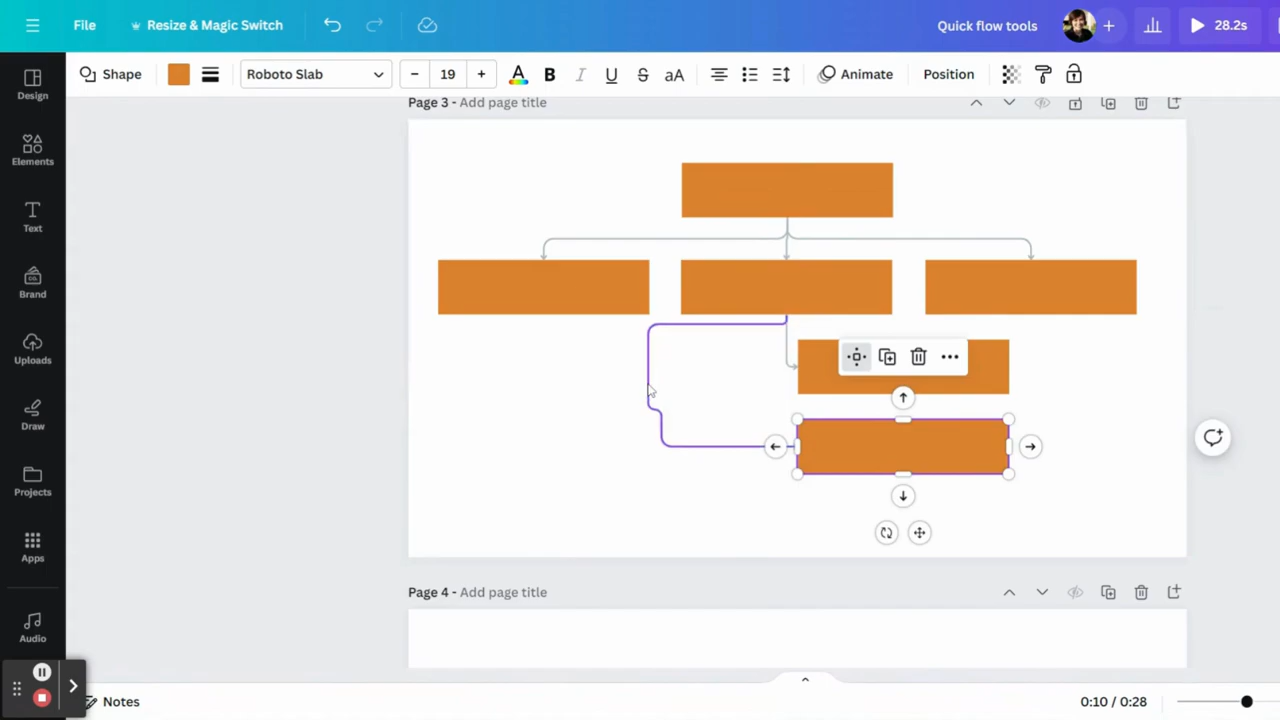 File
Resize & Magic Switch
Quick flow tools
28.2s
Shape
Roboto Slab
19
A
B
I
U
S
aA
Animate
Position
Design
Elements
Text
Brand
Uploads
Draw
Projects
Apps
Audio
Page 3 - Add page title
Page 4 - Add page title
Notes
0:10 / 0:28